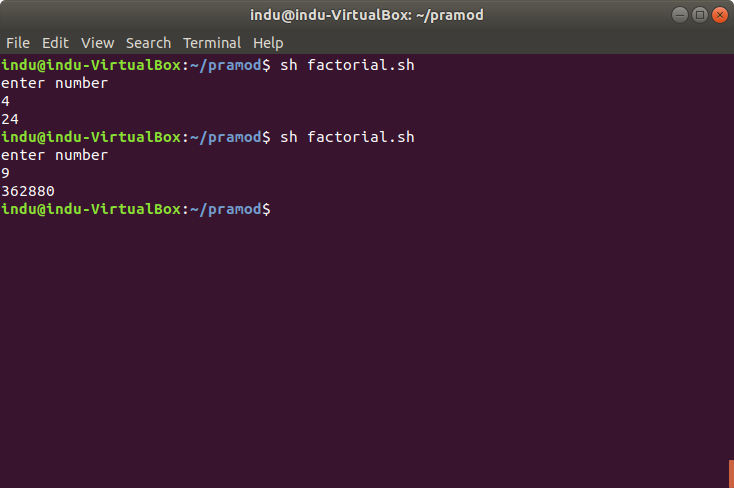 indu@indu-VirtualBox: ~/pramod
File Edit View Search Terminal Help
indu@indu-VirtualBox:~/pramod$ sh factorial.sh
enter number
4
24
indu@indu-VirtualBox:~/pramod$ sh factorial.sh
enter number
9
362880
indu@indu-VirtualBox:~/pramod$